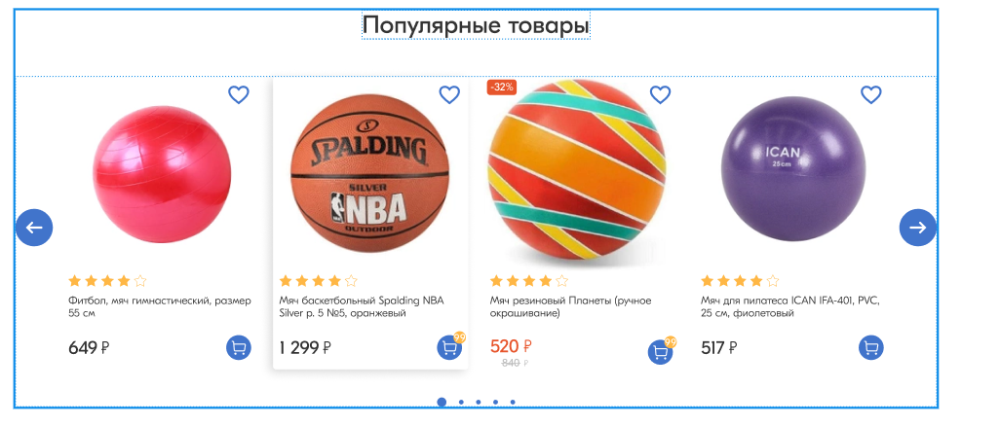 Популярные товары
-32%
SPALDING
SILVER
NBA
OUTDOOR
ICAN
25cm
Фитбол, мяч гимнастический, размер
55 см
649 ₽
Мяч баскетбольный Spalding NBA
Silver р. 5 №5, оранжевый
1 299 ₽
99
Мяч резиновый Планеты (ручное
окрашивание)
520 ₽
840 ₽
99
Мяч для пилатеса ICAN IFA-401, PVC,
25 см, фиолетовый
517 ₽